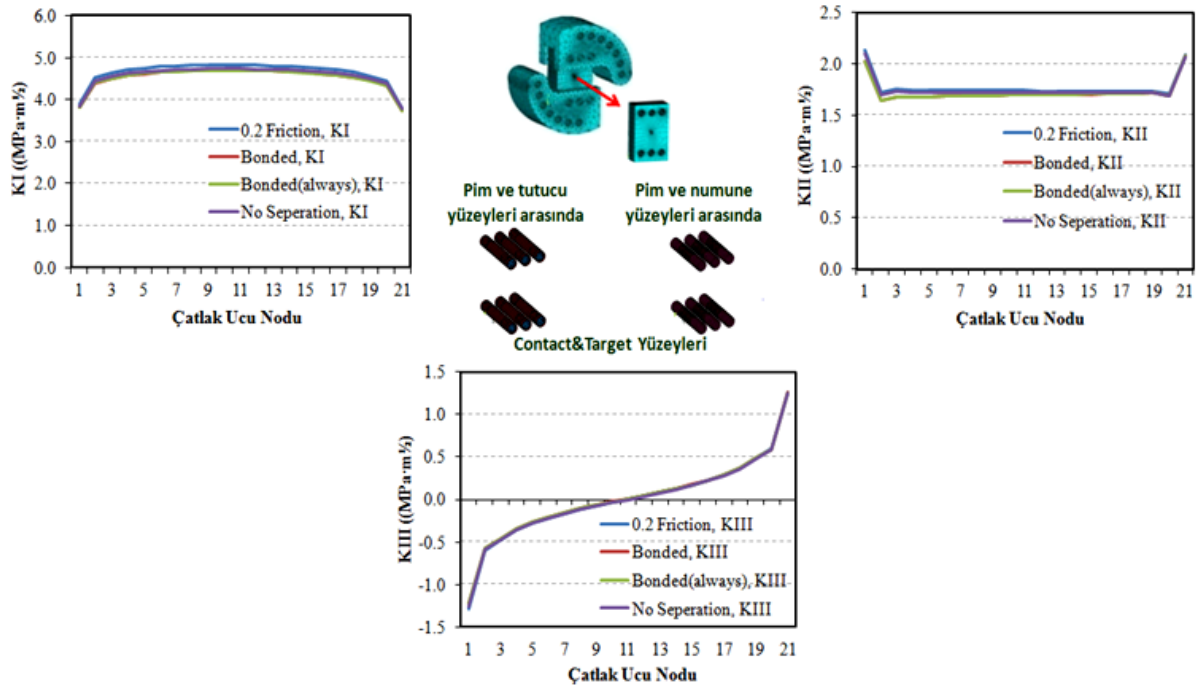 6.0
5.0
4.0
3.0
2.0
1.0
0.0
KI ((MPa·m½)
0.2 Friction, KI
Bonded, KI
Bonded(always), KI
No Seperation, KI
1 3 5 7 9 11 13 15 17 19 21
Çatlak Ucu Nodu
Pim ve tutucu
yüzeyleri arasında
Pim ve numune
yüzeyleri arasında
Contact&Target Yüzeyleri
2.5
2.0
1.5
1.0
0.5
0.0
KII ((MPa·m½)
0.2 Friction, KII
Bonded, KII
Bonded(always), KII
No Seperation, KII
1 3 5 7 9 11 13 15 17 19 21
Çatlak Ucu Nodu
1.5
1.0
0.5
0.0
-0.5
-1.0
-1.5
KIII ((MPa·m½)
0.2 Friction, KIII
Bonded, KIII
Bonded(always), KIII
No Seperation, KIII
1 3 5 7 9 11 13 15 17 19 21
Çatlak Ucu Nodu